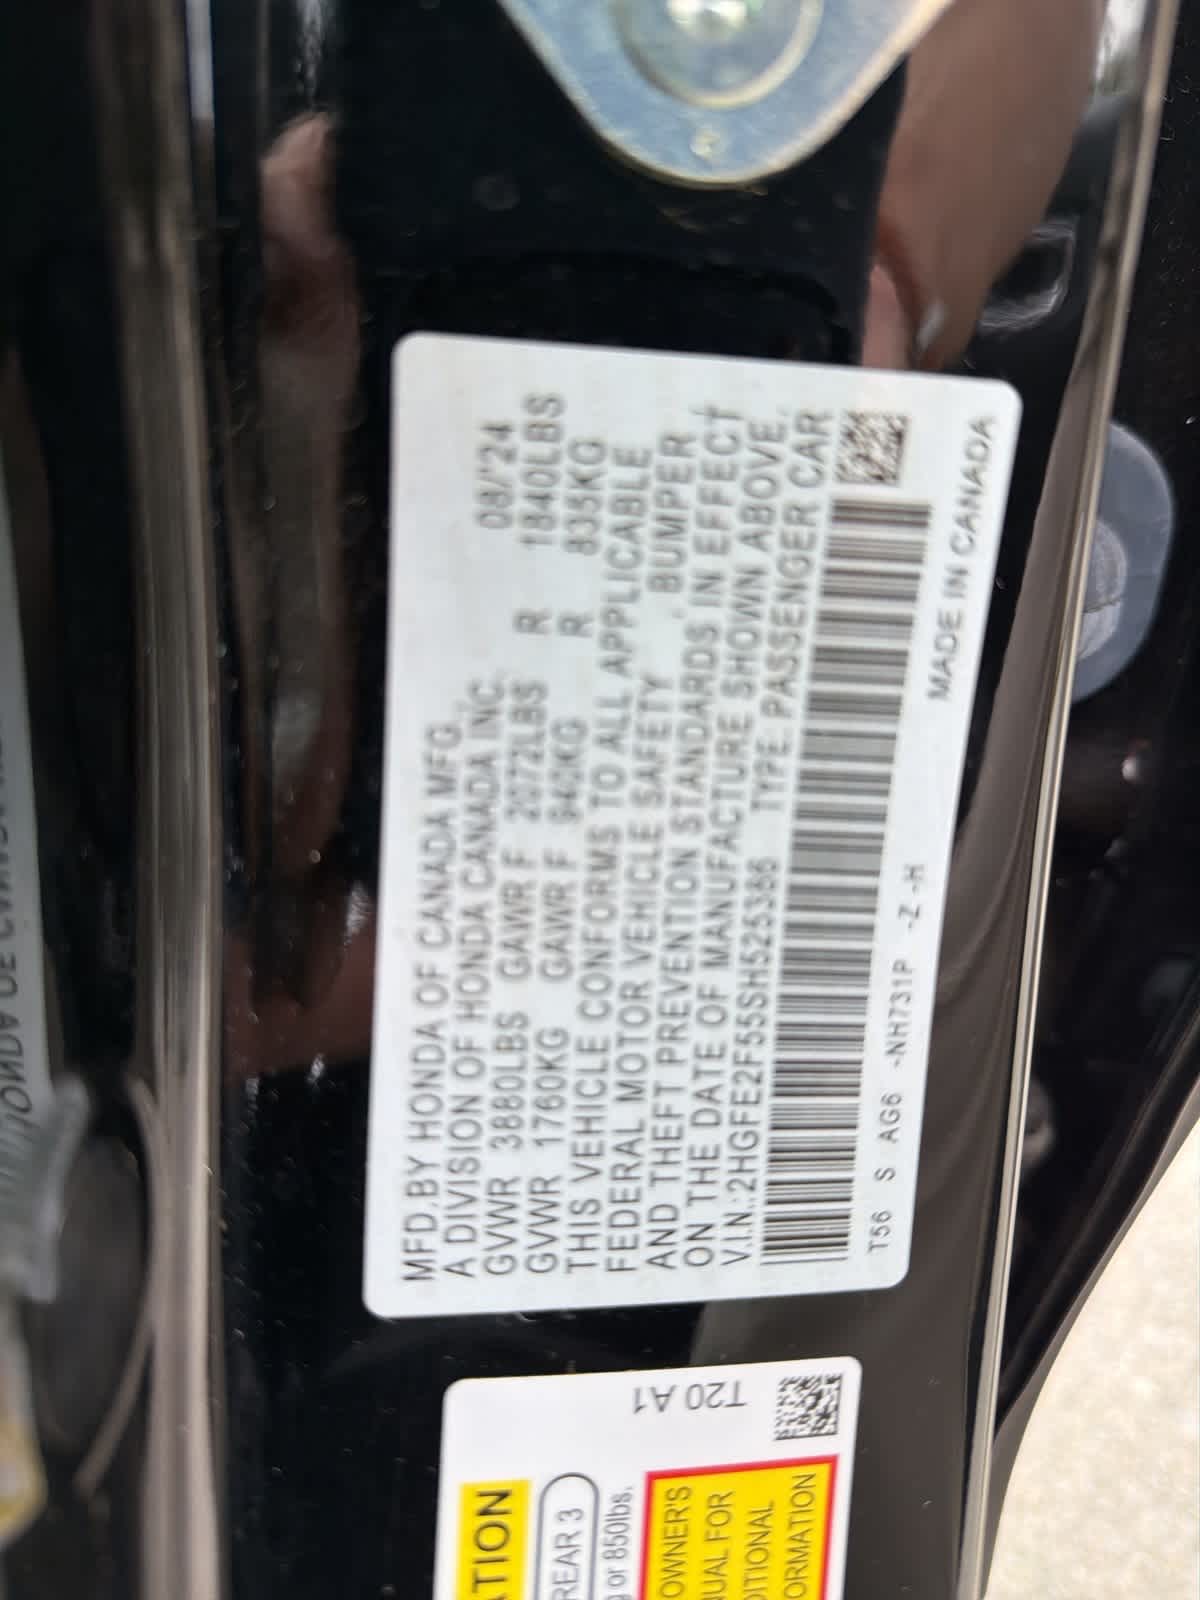 MFD.BY HONDA OF CANADA MFG.,
A DIVISION OF HONDA CANADA INC. 08/'24
GVWR 3880LBS GAWR F 2072LBS R 1840LBS
GVWR 1760KG GAWR F 940KG R 835KG
THIS VEHICLE CONFORMS TO ALL APPLICABLE
FEDERAL MOTOR VEHICLE SAFETY , BUMPER
AND THEFT PREVENTION STANDARDS IN EFFECT
ON THE DATE OF MANUFACTURE SHOWN ABOVE.
V.I.N.:2HGFE2F55SH525386 TYPE PASSENGER CAR
T56 S AG6 -NH731P -Z -H MADE IN CANADA
T20 A1
ATION
REAR 3
g or 850lbs.
OWNER'S
UAL FOR
ITIONAL
ORMATION